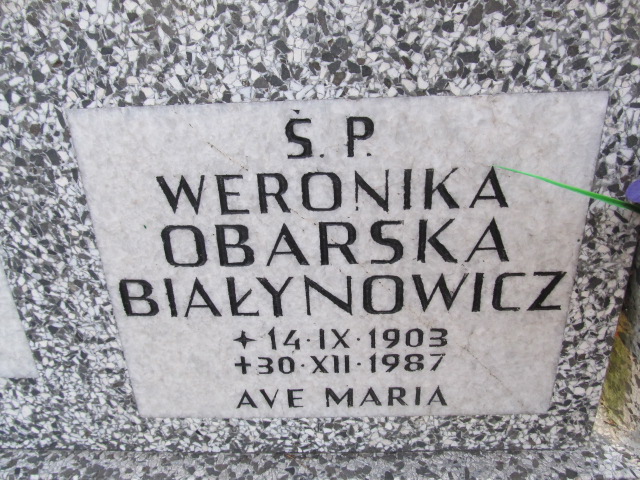 Ś. P.
WERONIKA
OBARSKA
BIAŁYNOWICZ
✦ 14·IX·1903
+30·XII·1987
AVE MARIA